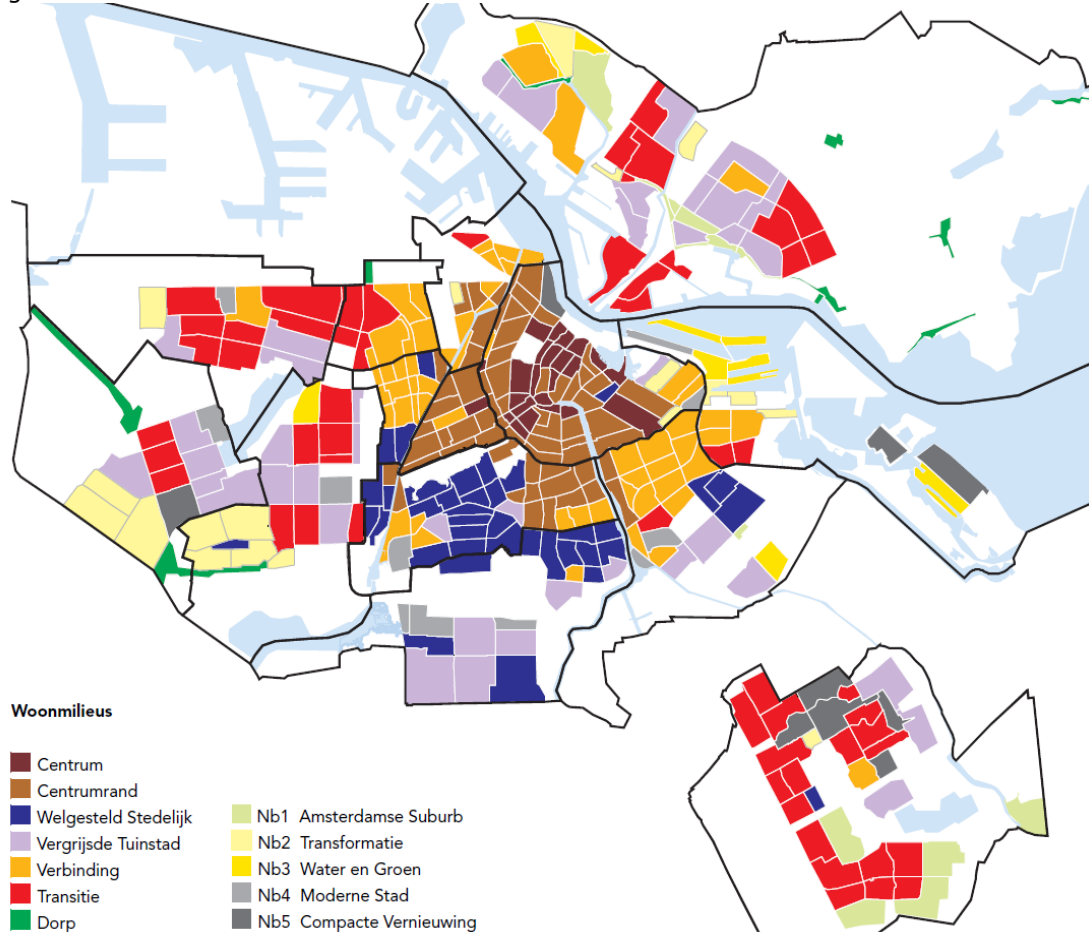 Woonmilieus
Centrum
Centrumrand
Welgesteld Stedelijk
Vergrijsde Tuinstad
Verbinding
Transitie
Dorp
Nb1 Amsterdamse Suburb
Nb2 Transformatie
Nb3 Water en Groen
Nb4 Moderne Stad
Nb5 Compacte Vernieuwing